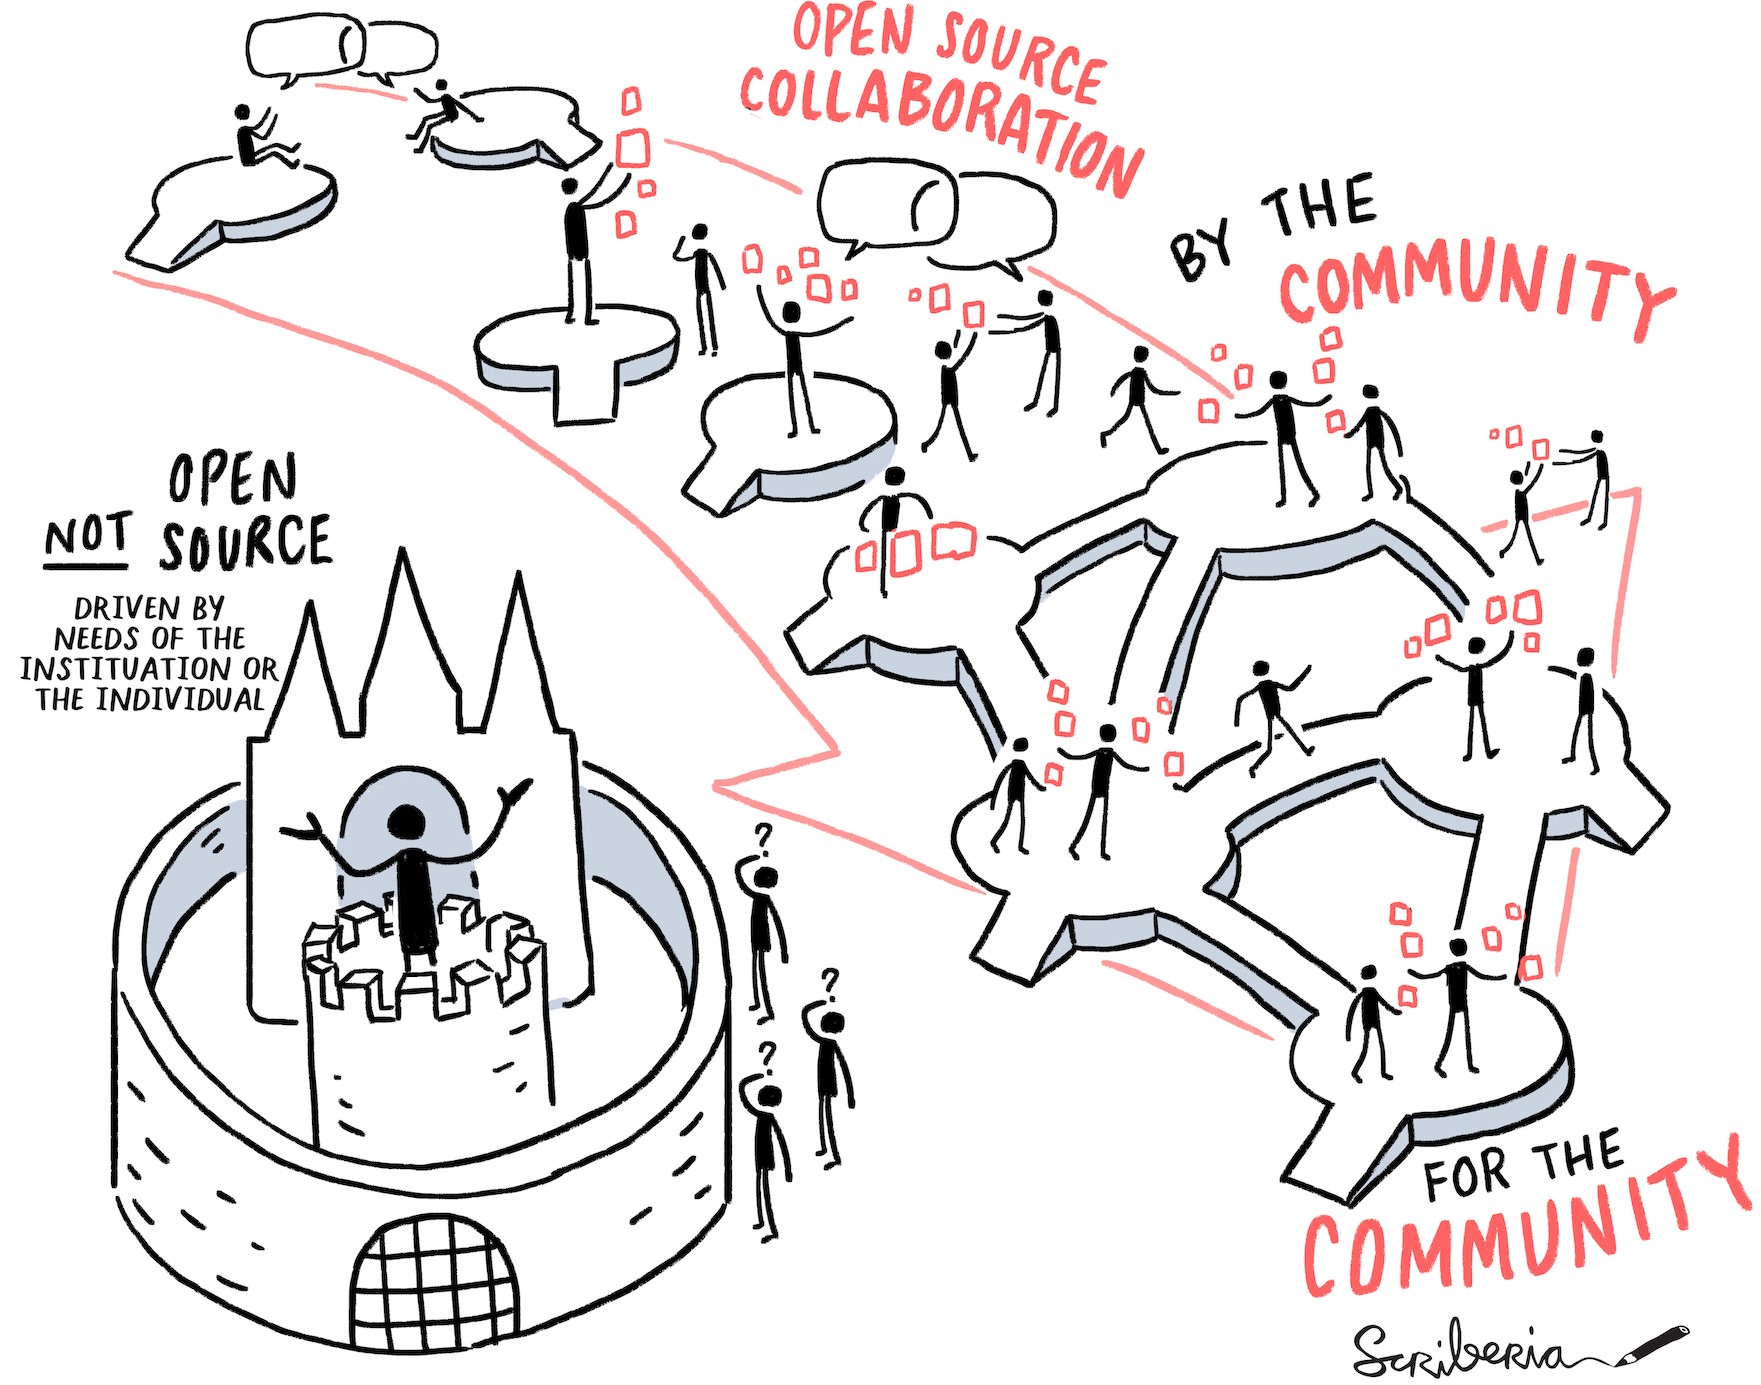 OPEN SOURCE
COLLABORATION
BY THE
COMMUNITY
OPEN
NOT SOURCE
DRIVEN BY
NEEDS OF THE
INSTITUATION OR
THE INDIVIDUAL
?
?
?
FOR THE
COMMUNITY
Scriberia